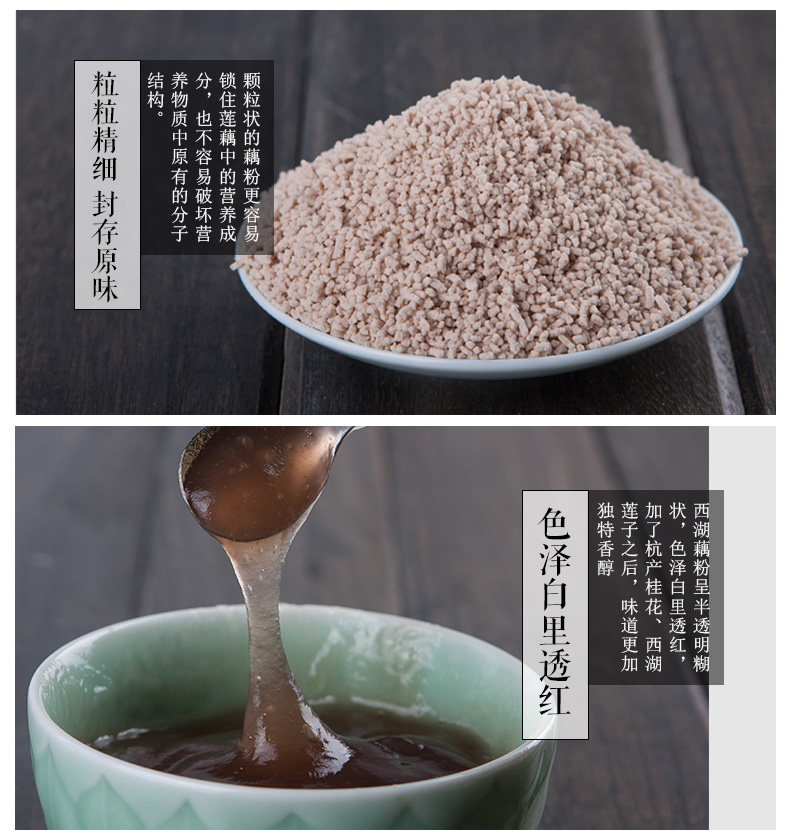 粒粒精细 封存原味
颗粒状的藕粉更容易
锁住莲藕中的营养成
分，也不容易破坏营
养物质中原有的分子
结构。
色泽白里透红
西湖藕粉呈半透明糊
状，色泽白里透红，
加了杭产桂花、西湖
莲子之后，味道更加
独特香醇